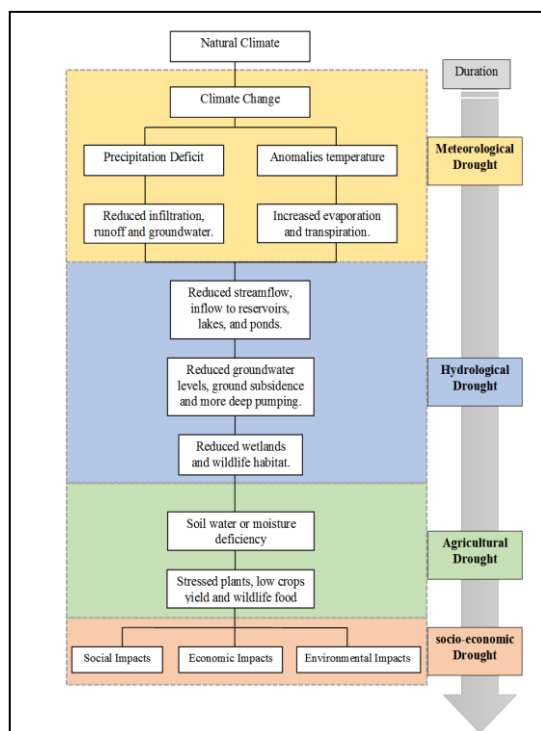 Natural Climate
Duration
Climate Change
Precipitation Deficit
Anomalies temperature
Meteorological
Drought
Reduced infiltration,
runoff and groundwater.
Increased evaporation
and transpiration.
Reduced streamflow,
inflow to reservoirs,
lakes, and ponds.
Reduced groundwater
levels, ground subsidence
and more deep pumping.
Hydrological
Drought
Reduced wetlands
and wildlife habitat.
Soil water or moisture
deficiency
Agricultural
Drought
Stressed plants, low crops
yield and wildlife food
socio-economic
Drought
Social Impacts
Economic Impacts
Environmental Impacts